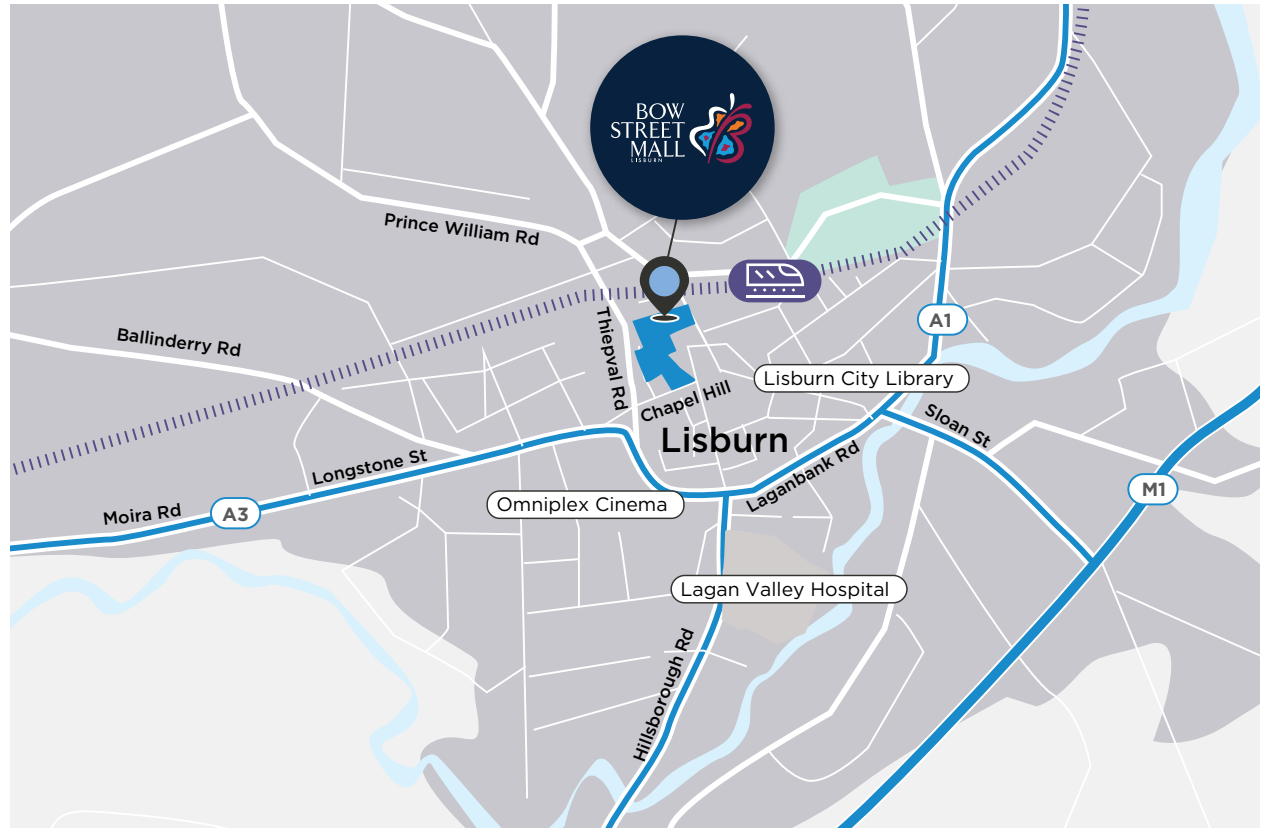 BOW
STREET
MALL
LISBURN
Prince William Rd
A1
Ballinderry Rd
Thiepval Rd
Lisburn City Library
Chapel Hill
Sloan St
Lisburn
Longstone St
Laganbank Rd
M1
Omniplex Cinema
Moira Rd
A3
Lagan Valley Hospital
Hillsborough Rd